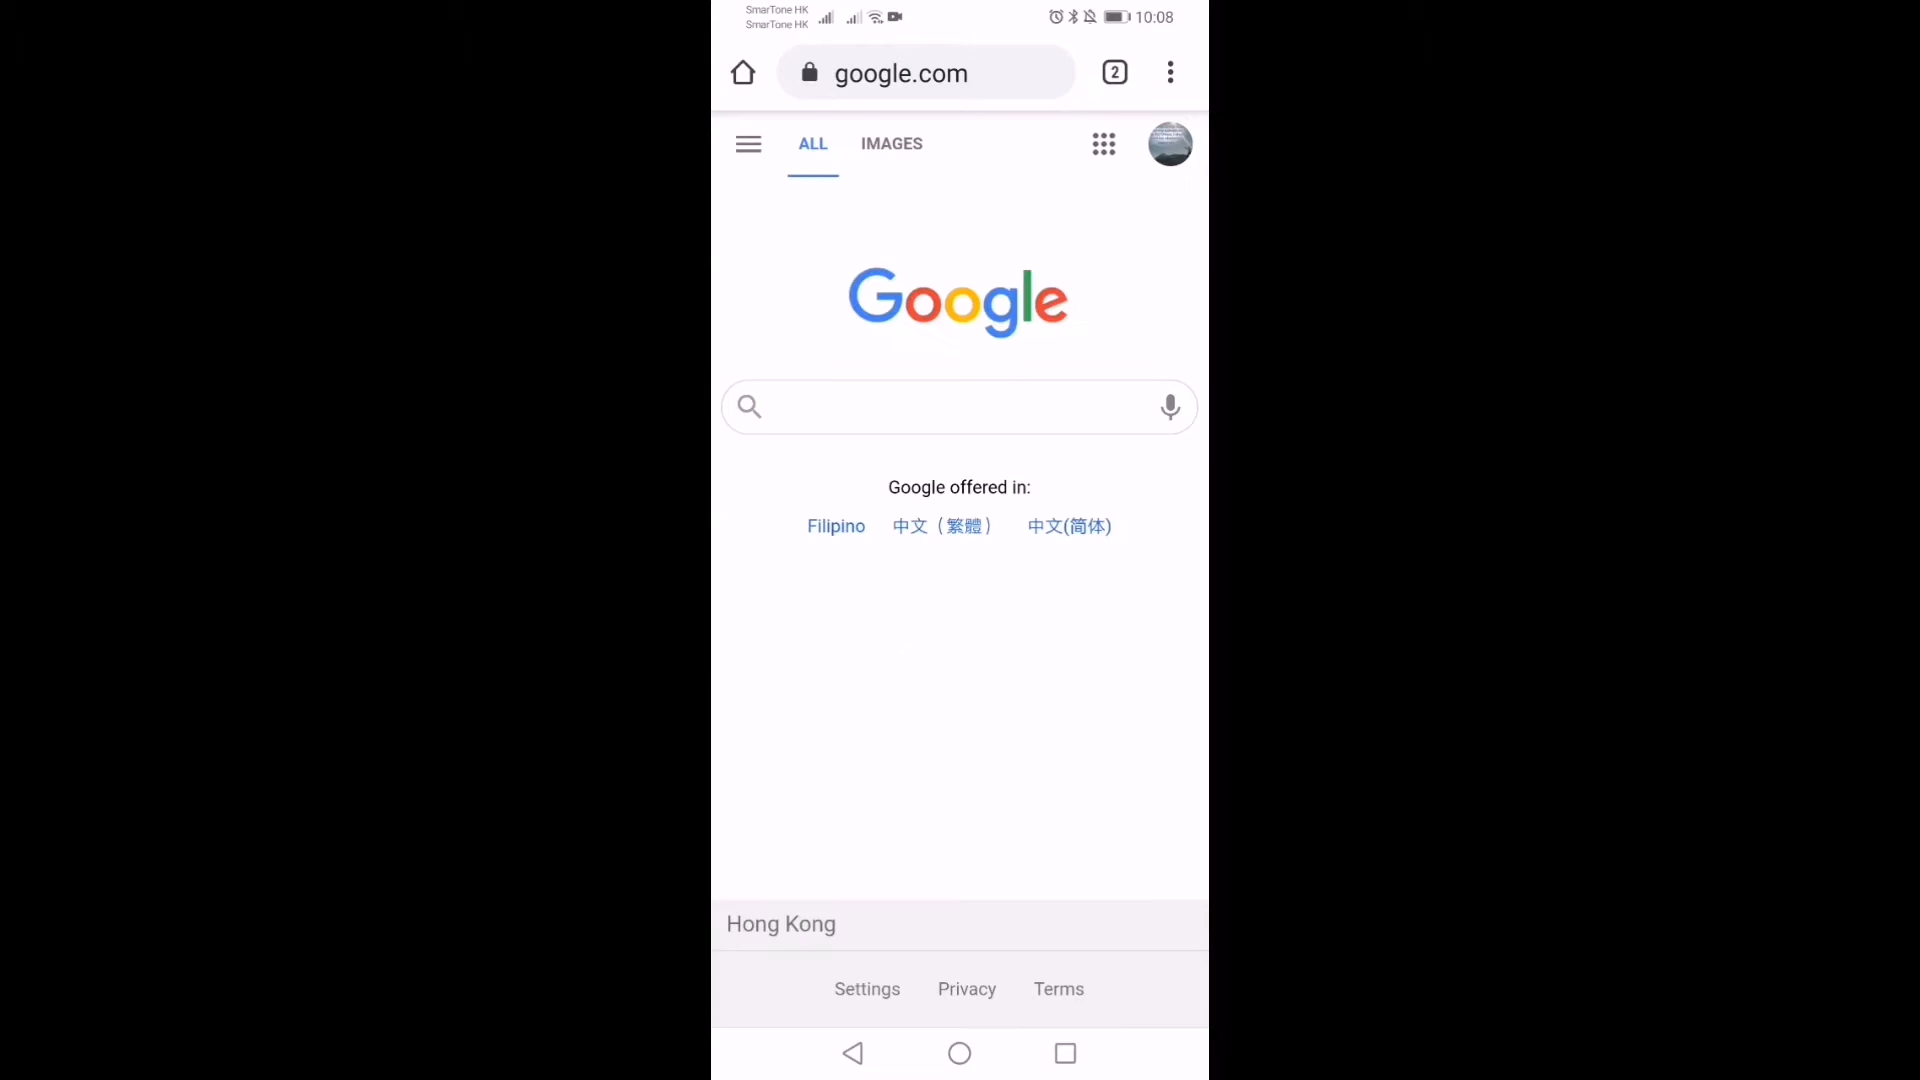 SmarTone HK
SmarTone HK
10:08
google.com
2
ALL IMAGES
Google
Google offered in:
Filipino 中文（繁體） 中文(简体)
Hong Kong
Settings Privacy Terms